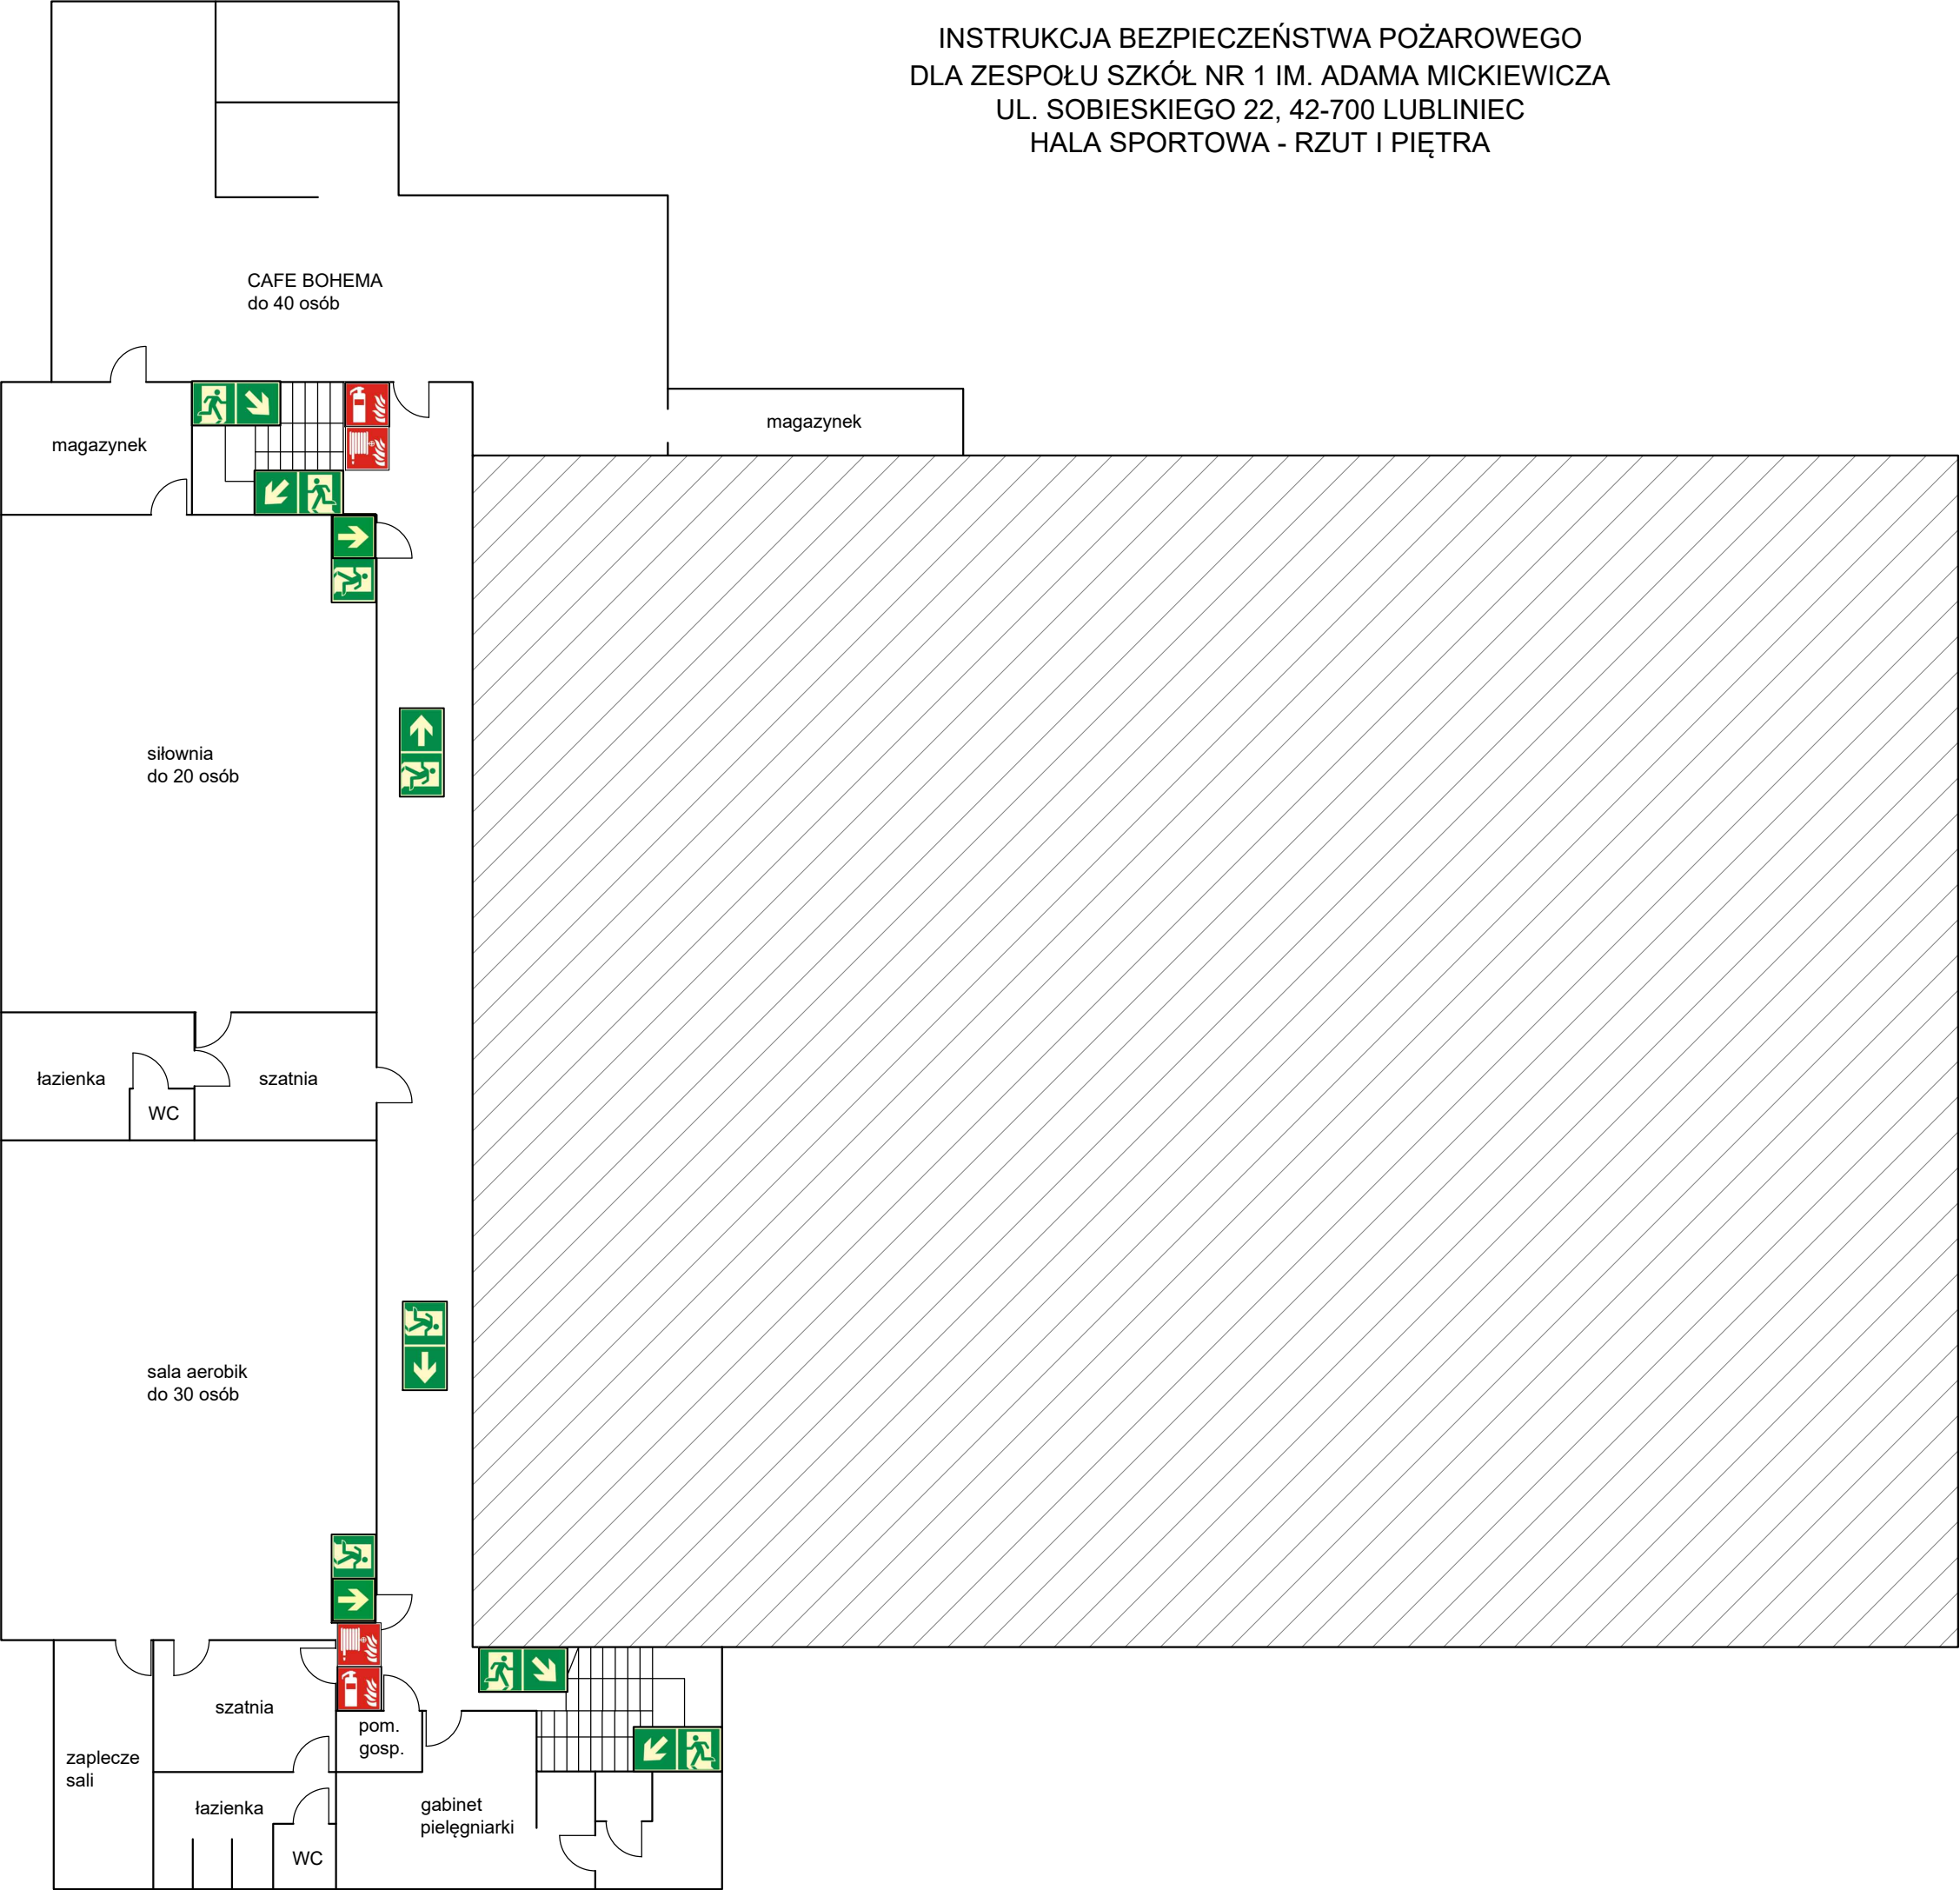 INSTRUKCJA BEZPIECZEŃSTWA POŻAROWEGO
DLA ZESPOŁU SZKÓŁ NR 1 IM. ADAMA MICKIEWICZA
UL. SOBIESKIEGO 22, 42-700 LUBLINIEC
HALA SPORTOWA - RZUT I PIĘTRA
CAFE BOHEMA
do 40 osób
magazynek
magazynek
siłownia
do 20 osób
łazienka
szatnia
WC
sala aerobik
do 30 osób
szatnia
pom.
gosp.
zaplecze
sali
łazienka
gabinet
pielęgniarki
WC